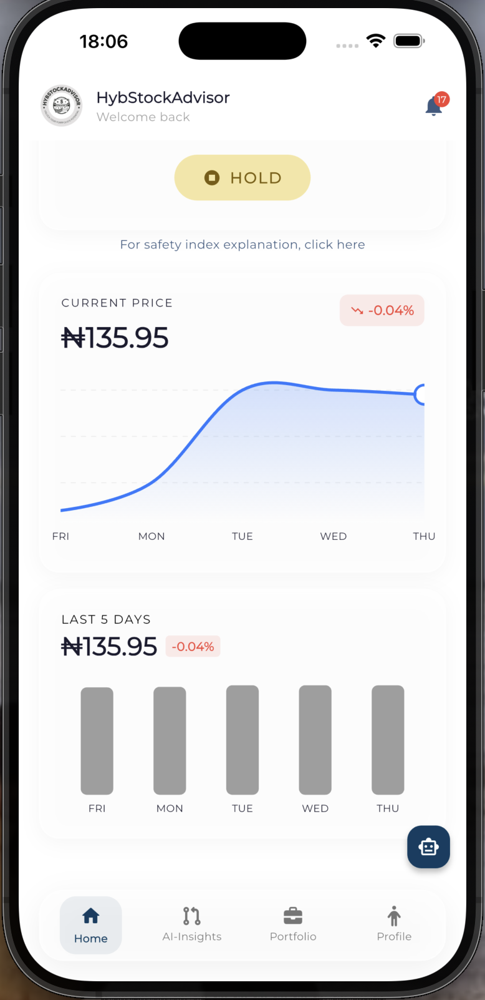 18:06
HYBSTOCKADVISOR
HybStockAdvisor
Welcome back
17
HOLD
For safety index explanation, click here
CURRENT PRICE
-0.04%
₦135.95
FRI MON TUE WED THU
LAST 5 DAYS
₦135.95 -0.04%
FRI MON TUE WED THU
Home AI-Insights Portfolio Profile